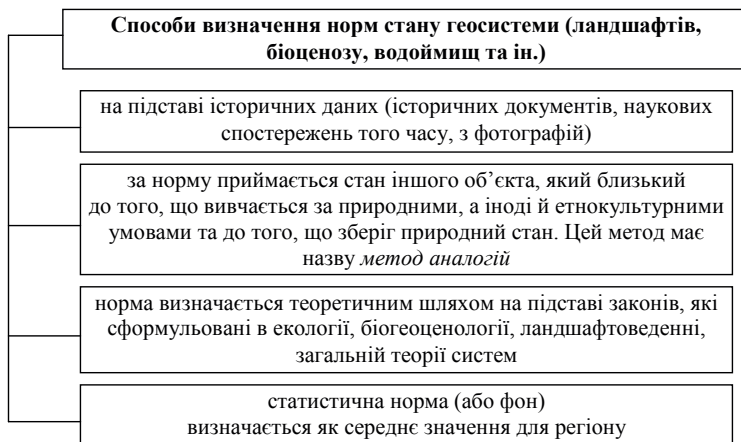 Способи визначення норм стану геосистеми (ландшафтів,
біоценозу, водоймищ та ін.)
на підставі історичних даних (історичних документів, наукових
спостережень того часу, з фотографій)
за норму приймається стан іншого об’єкта, який близький
до того, що вивчається за природними, а іноді й етнокультурними
умовами та до того, що зберіг природний стан. Цей метод має
назву метод аналогій
норма визначається теоретичним шляхом на підставі законів, які
сформульовані в екології, біогеоценології, ландшафтоведенні,
загальній теорії систем
статистична норма (або фон)
визначається як середнє значення для регіону